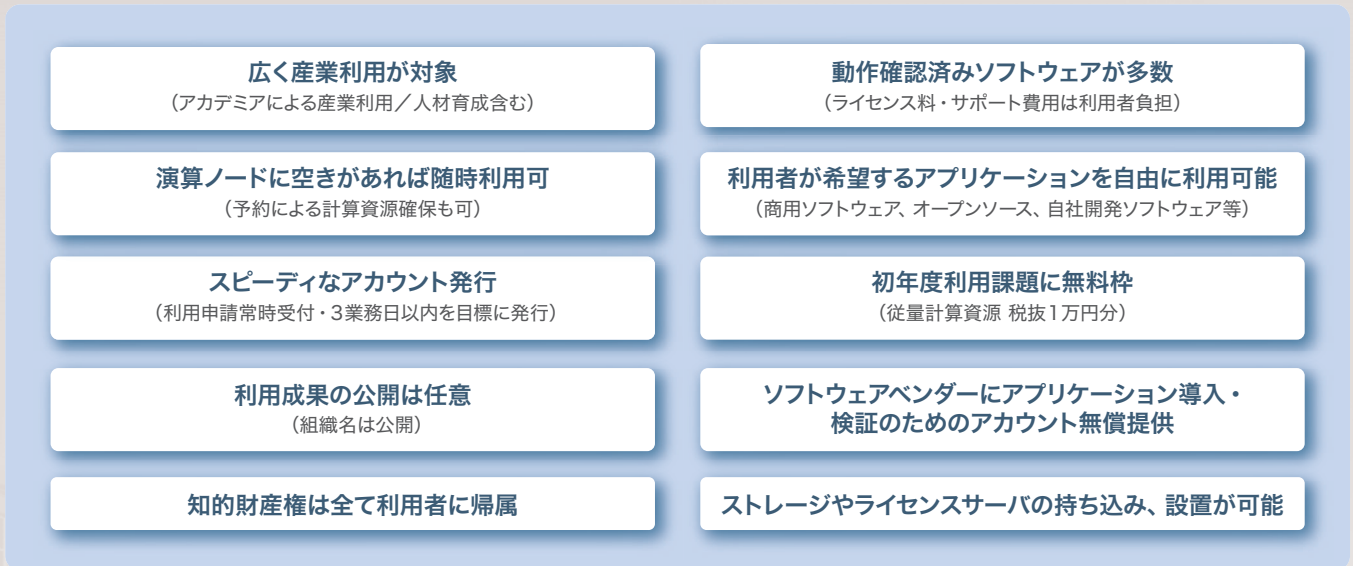 広く産業利用が対象
（アカデミアによる産業利用／人材育成含む）
演算ノードに空きがあれば随時利用可
（予約による計算資源確保も可）
スピーディなアカウント発行
（利用申請常時受付・3業務日以内を目標に発行）
利用成果の公開は任意
（組織名は公開）
知的財産権は全て利用者に帰属
動作確認済みソフトウェアが多数
（ライセンス料・サポート費用は利用者負担）
利用者が希望するアプリケーションを自由に利用可能
（商用ソフトウェア、オープンソース、自社開発ソフトウェア等）
初年度利用課題に無料枠
（従量計算資源 税抜1万円分）
ソフトウェアベンダーにアプリケーション導入・
検証のためのアカウント無償提供
ストレージやライセンスサーバの持ち込み、設置が可能